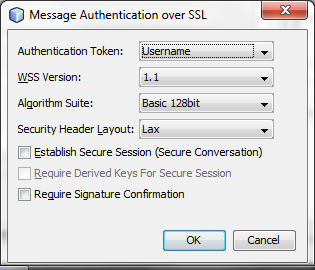 Message Authentication over SSL
Authentication Token: Username
WSS Version: 1.1
Algorithm Suite: Basic 128bit
Security Header Layout: Lax
Establish Secure Session (Secure Conversation)
Require Derived Keys For Secure Session
Require Signature Confirmation
OK Cancel